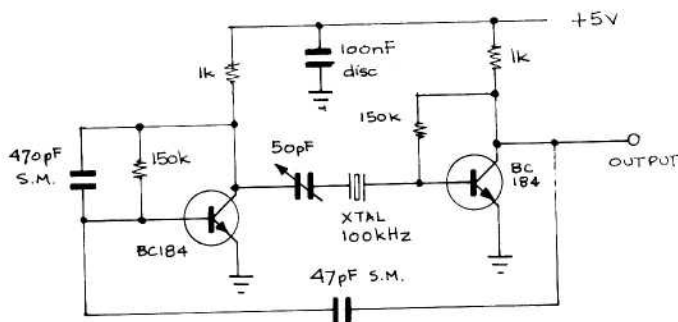 +5V
1k
100nF
disc
1k
150k
470pF
S.M.
150k
50pF
BC
184
OUTPUT
XTAL
100kHz
BC184
47pF S.M.